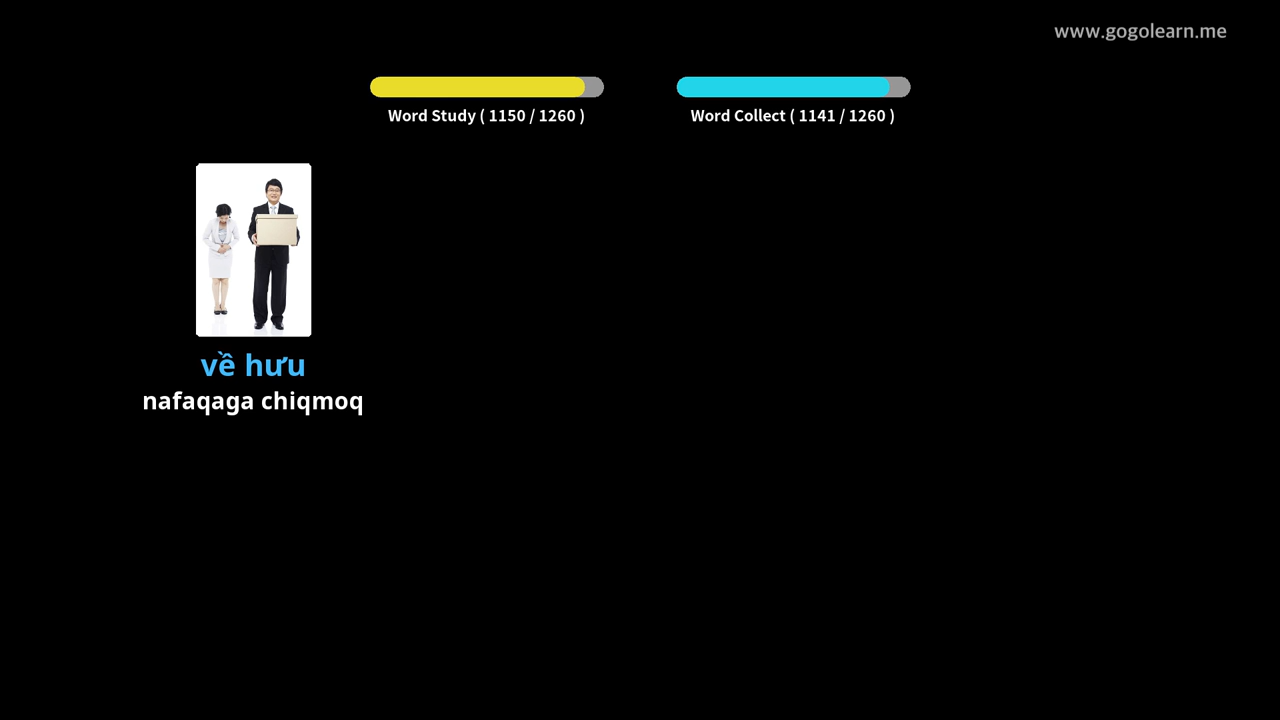 www.gogolearn.me
Word Study ( 1150 / 1260 )
Word Collect ( 1141 / 1260 )
về hưu
nafaqaga chiqmoq